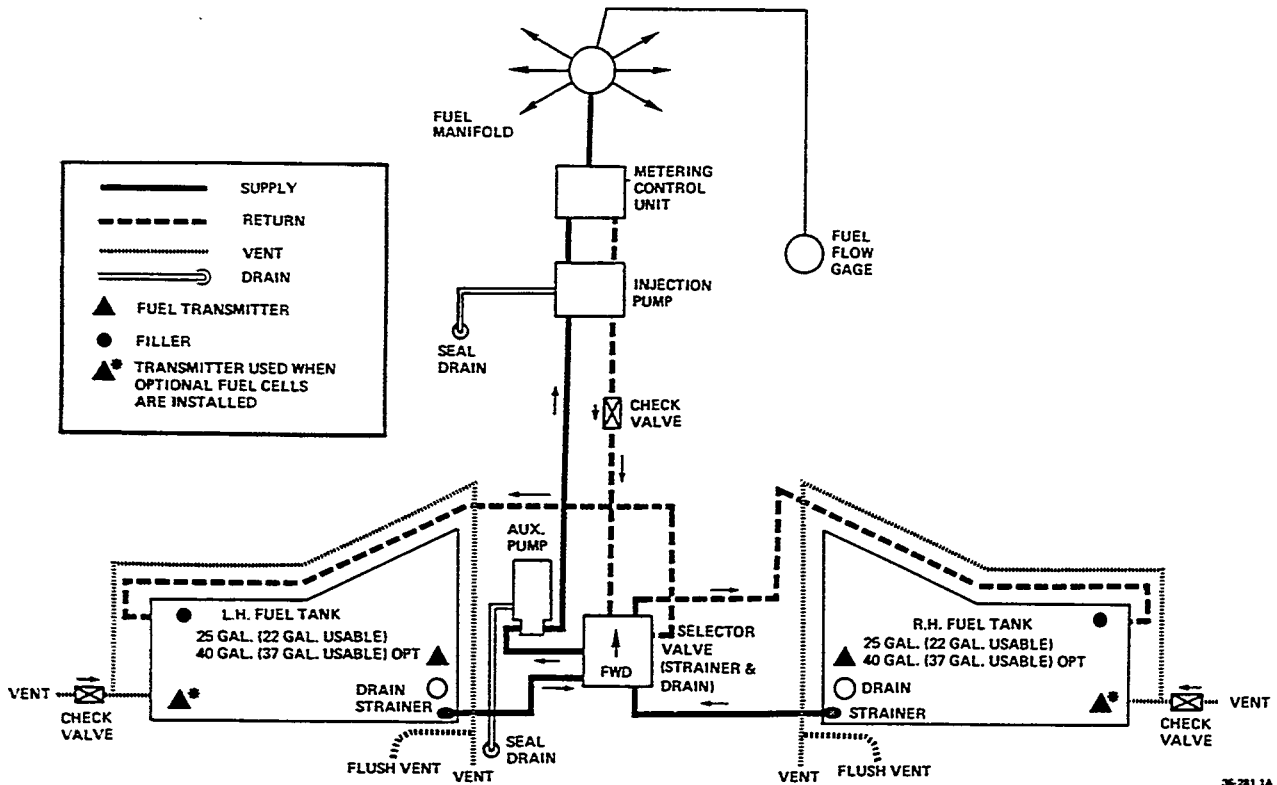 FUEL
MANIFOLD
METERING
CONTROL
UNIT
SUPPLY
RETURN
VENT
DRAIN
FUEL TRANSMITTER
FILLER
* TRANSMITTER USED WHEN
OPTIONAL FUEL CELLS
ARE INSTALLED
FUEL
FLOW
GAGE
INJECTION
PUMP
SEAL
DRAIN
CHECK
VALVE
AUX.
PUMP
L.H. FUEL TANK
25 GAL. (22 GAL. USABLE)
40 GAL. (37 GAL. USABLE) OPT
DRAIN
STRAINER
*
VENT
CHECK
VALVE
FLUSH VENT
VENT
SEAL
DRAIN
FWD
SELECTOR
VALVE
(STRAINER &
DRAIN)
R.H. FUEL TANK
25 GAL. (22 GAL. USABLE)
40 GAL. (37 GAL. USABLE) OPT
DRAIN
STRAINER
*
VENT
CHECK
VALVE
VENT
FLUSH VENT